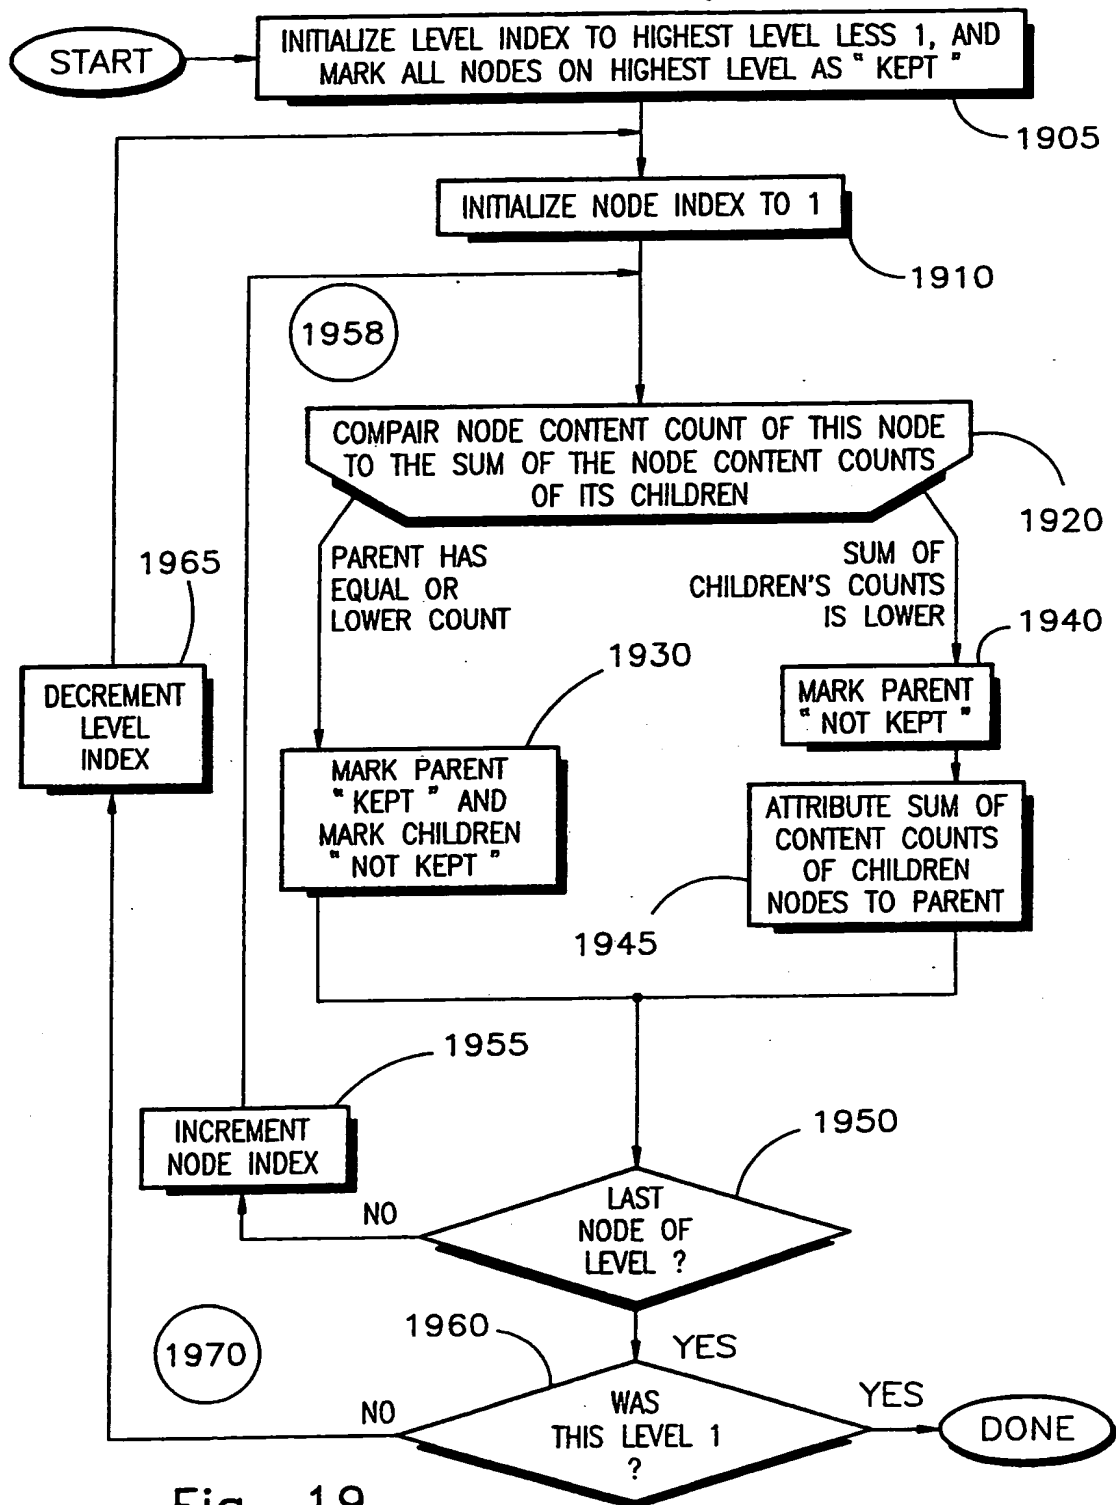 START
INITIALIZE LEVEL INDEX TO HIGHEST LEVEL LESS 1, AND
MARK ALL NODES ON HIGHEST LEVEL AS " KEPT "
1905
INITIALIZE NODE INDEX TO 1
1910
1958
COMPAIR NODE CONTENT COUNT OF THIS NODE
TO THE SUM OF THE NODE CONTENT COUNTS
OF ITS CHILDREN
1920
PARENT HAS
EQUAL OR
LOWER COUNT
SUM OF
CHILDREN'S COUNTS
IS LOWER
1965
DECREMENT
LEVEL
INDEX
1930
MARK PARENT
" KEPT " AND
MARK CHILDREN
" NOT KEPT "
1940
MARK PARENT
" NOT KEPT "
ATTRIBUTE SUM OF
CONTENT COUNTS
OF CHILDREN
NODES TO PARENT
1945
1955
INCREMENT
NODE INDEX
1950
LAST
NODE OF
LEVEL ?
NO
YES
1970
1960
WAS
THIS LEVEL 1
?
NO
YES
DONE
Fig. 19